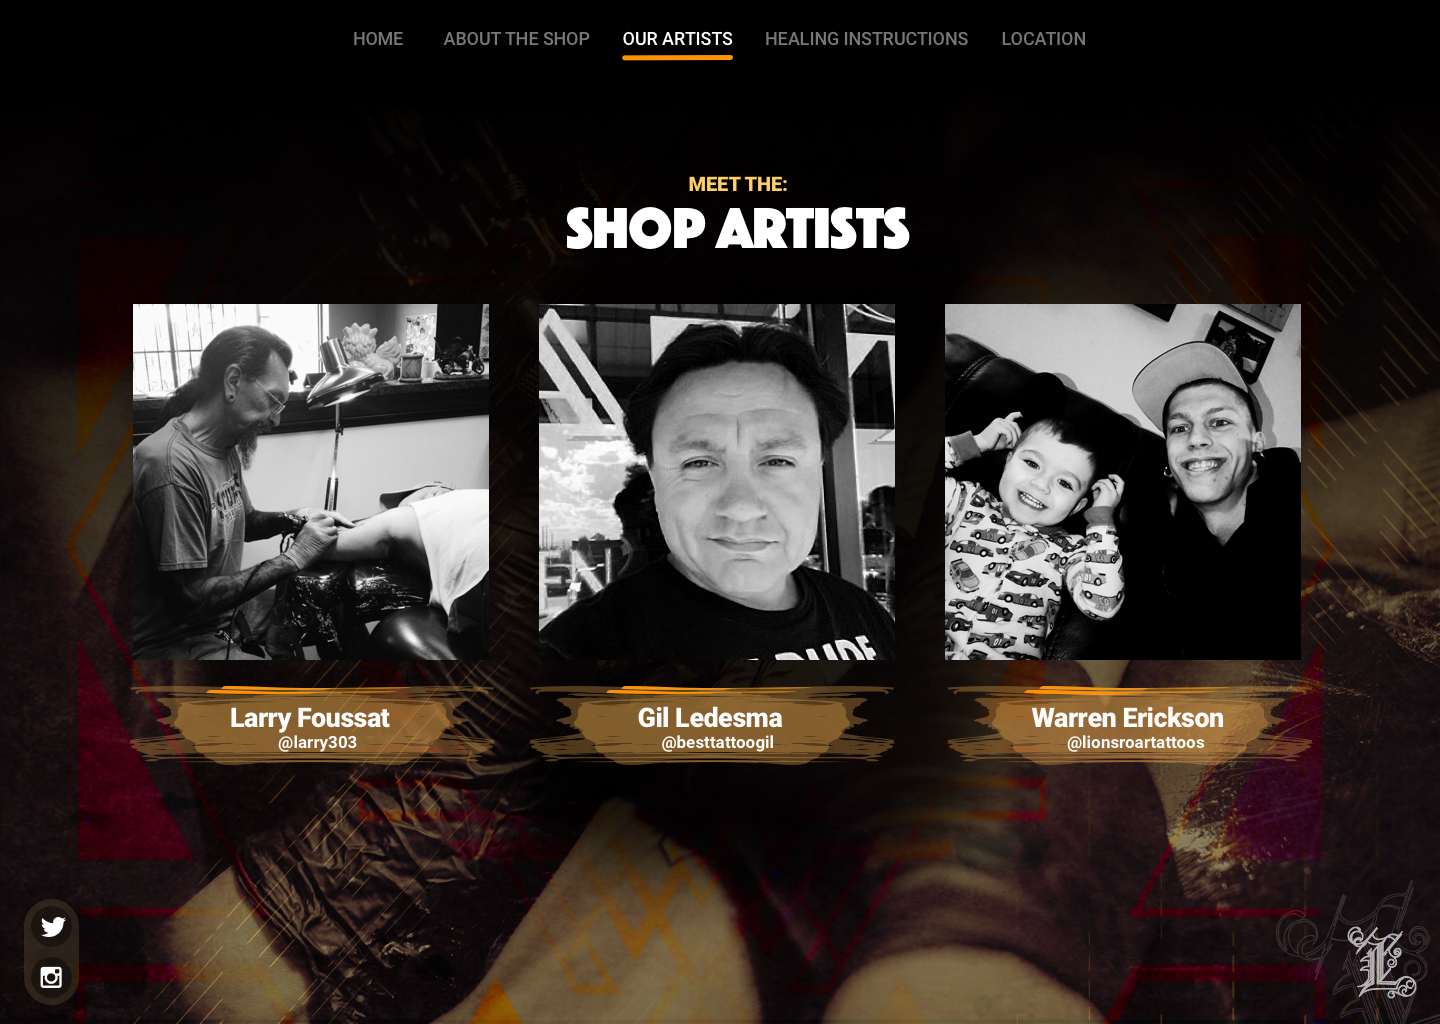 HOME ABOUT THE SHOP OUR ARTISTS HEALING INSTRUCTIONS LOCATION
MEET THE:
SHOP ARTISTS
Larry Foussat
@larry303
Gil Ledesma
@besttattoogil
Warren Erickson
@lionsroartattoos